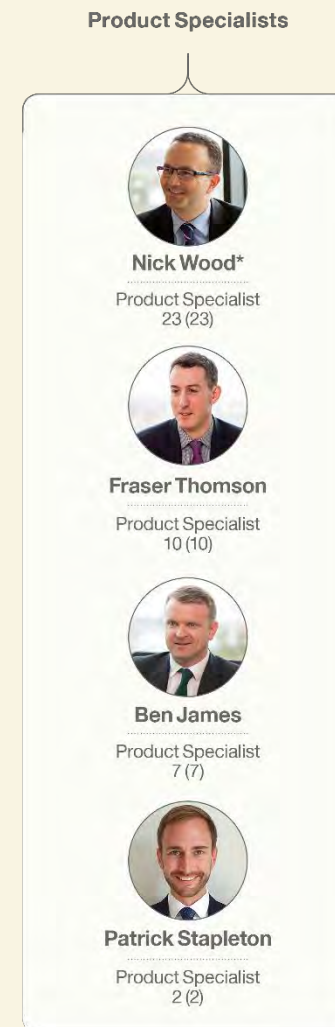 Product Specialists
Nick Wood*
Product Specialist
23 (23)
Fraser Thomson
Product Specialist
10 (10)
Ben James
Product Specialist
7 (7)
Patrick Stapleton
Product Specialist
2 (2)